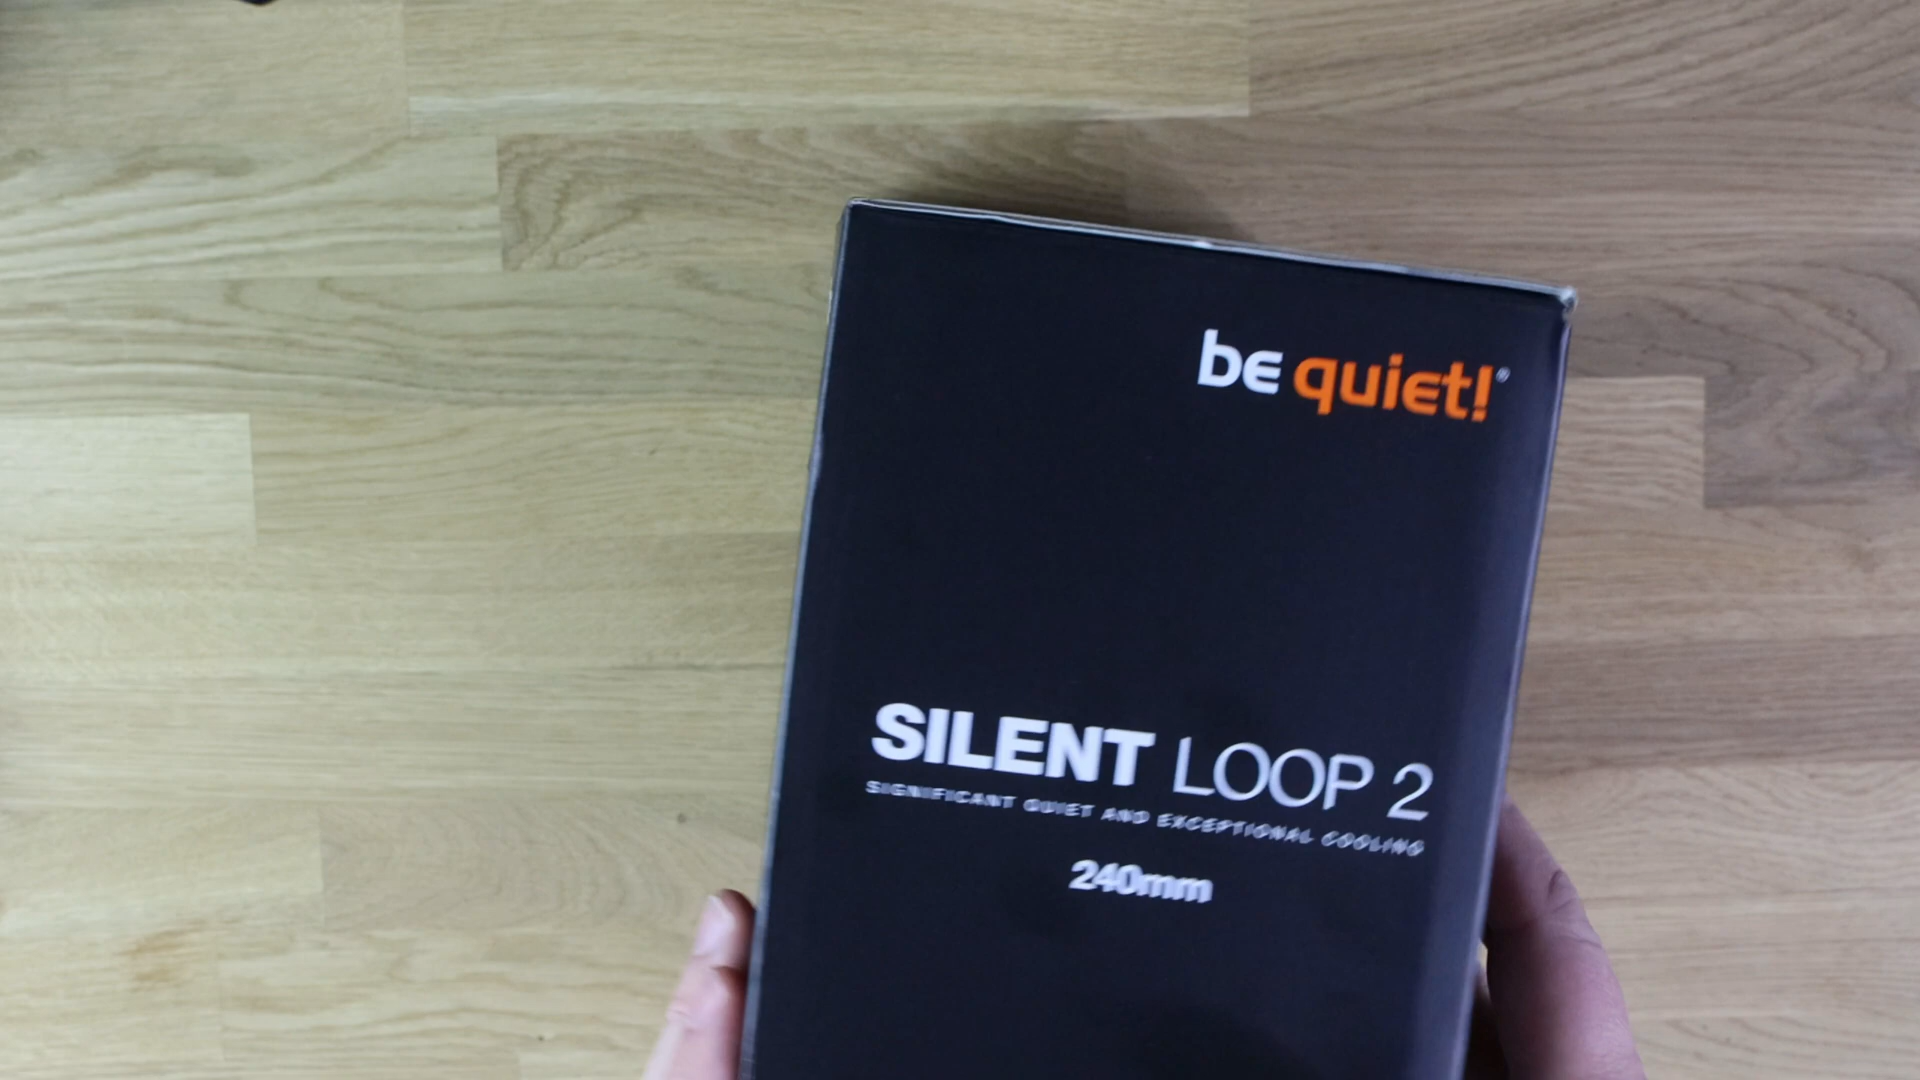 be quiet!®
SILENT LOOP 2
SIGNIFICANT QUIET AND EXCEPTIONAL COOLING
240mm